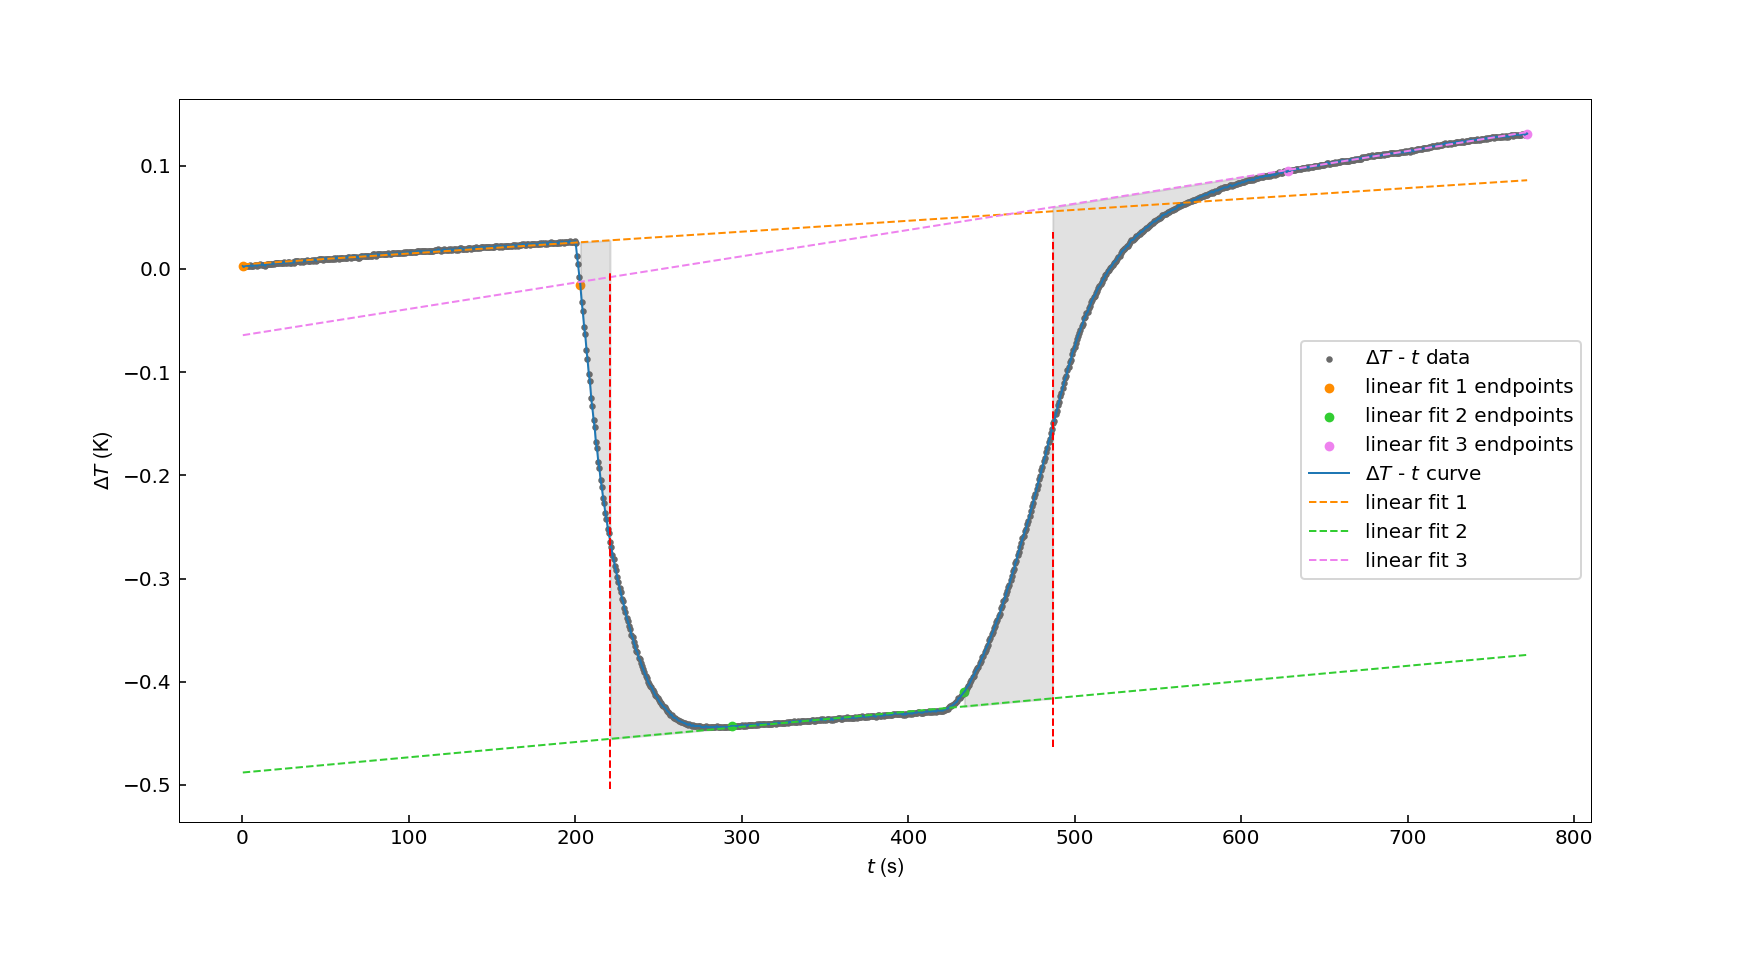 0.1
0.0
−0.1
−0.2
−0.3
−0.4
−0.5
ΔT (K)
0 100 200 300 400 500 600 700 800
t (s)
ΔT - t data
linear fit 1 endpoints
linear fit 2 endpoints
linear fit 3 endpoints
ΔT - t curve
linear fit 1
linear fit 2
linear fit 3